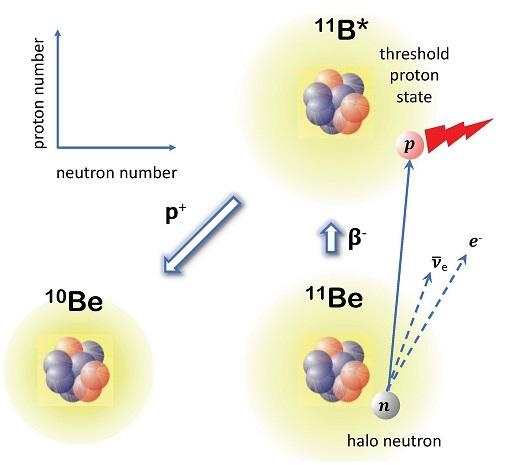 ¹¹B*
threshold
proton
state
proton number
neutron number
p
p⁺
β⁻
e⁻
ν̅ₑ
¹⁰Be
¹¹Be
n
halo neutron